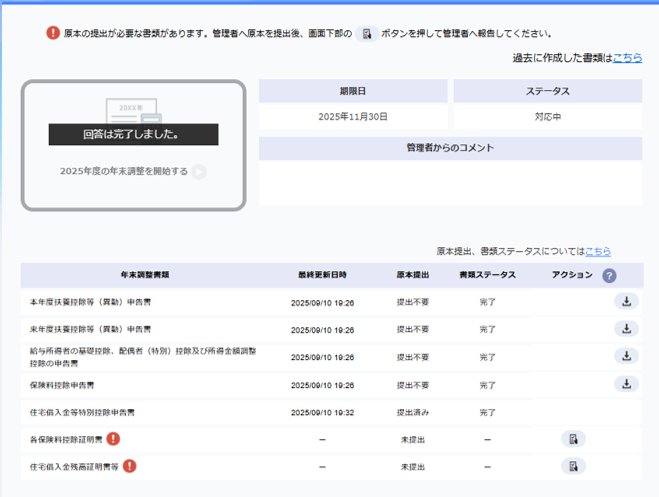 原本の提出が必要な書類があります。管理者へ原本を提出後、画面下部の ボタンを押して管理者へ報告してください。
過去に作成した書類はこちら
20XX年
回答は完了しました。
2025年度の年末調整を開始する
期限日 ステータス
2025年11月30日 対応中
管理者からのコメント
原本提出、書類ステータスについてはこちら
年末調整書類 最終更新日時 原本提出 書類ステータス アクション ?
本年度扶養控除等（異動）申告書 2025/09/10 19:26 提出不要 完了
来年度扶養控除等（異動）申告書 2025/09/10 19:26 提出不要 完了
給与所得者の基礎控除、配偶者（特別）控除及び所得金額調整
控除の申告書 2025/09/10 19:26 提出不要 完了
保険料控除申告書 2025/09/10 19:26 提出不要 完了
住宅借入金等特別控除申告書 2025/09/10 19:32 提出済み 完了
各保険料控除証明書 ー 未提出 ー
住宅借入金残高証明書等 ー 未提出 ー